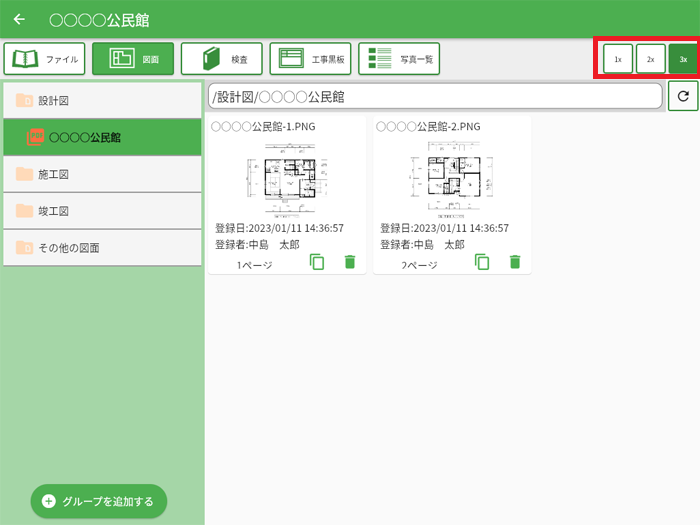 ○○○○公民館
ファイル
図面
検査
工事黒板
写真一覧
1x
2x
3x
設計図
○○○○公民館
施工図
竣工図
その他の図面
グループを追加する
/設計図/○○○○公民館
○○○○公民館-1.PNG
登録日:2023/01/11 14:36:57
登録者:中島　太郎
1ページ
○○○○公民館-2.PNG
登録日:2023/01/11 14:36:57
登録者:中島　太郎
2ページ